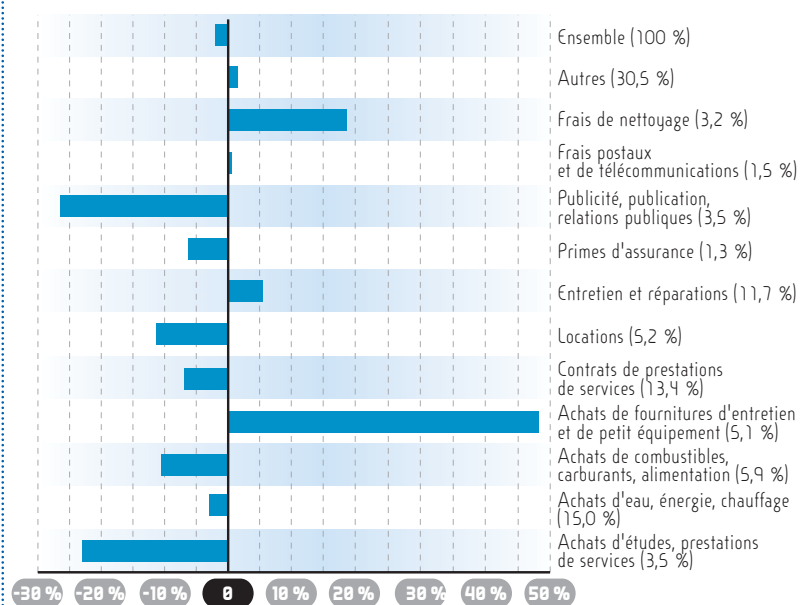 Ensemble (100 %)
Autres (30,5 %)
Frais de nettoyage (3,2 %)
Frais postaux
et de télécommunications (1,5 %)
Publicité, publication,
relations publiques (3,5 %)
Primes d'assurance (1,3 %)
Entretien et réparations (11,7 %)
Locations (5,2 %)
Contrats de prestations
de services (13,4 %)
Achats de fournitures d'entretien
et de petit équipement (5,1 %)
Achats de combustibles,
carburants, alimentation (5,9 %)
Achats d'eau, énergie, chauffage
(15,0 %)
Achats d'études, prestations
de services (3,5 %)
-30 % -20 % -10 % 0 10 % 20 % 30 % 40 % 50 %